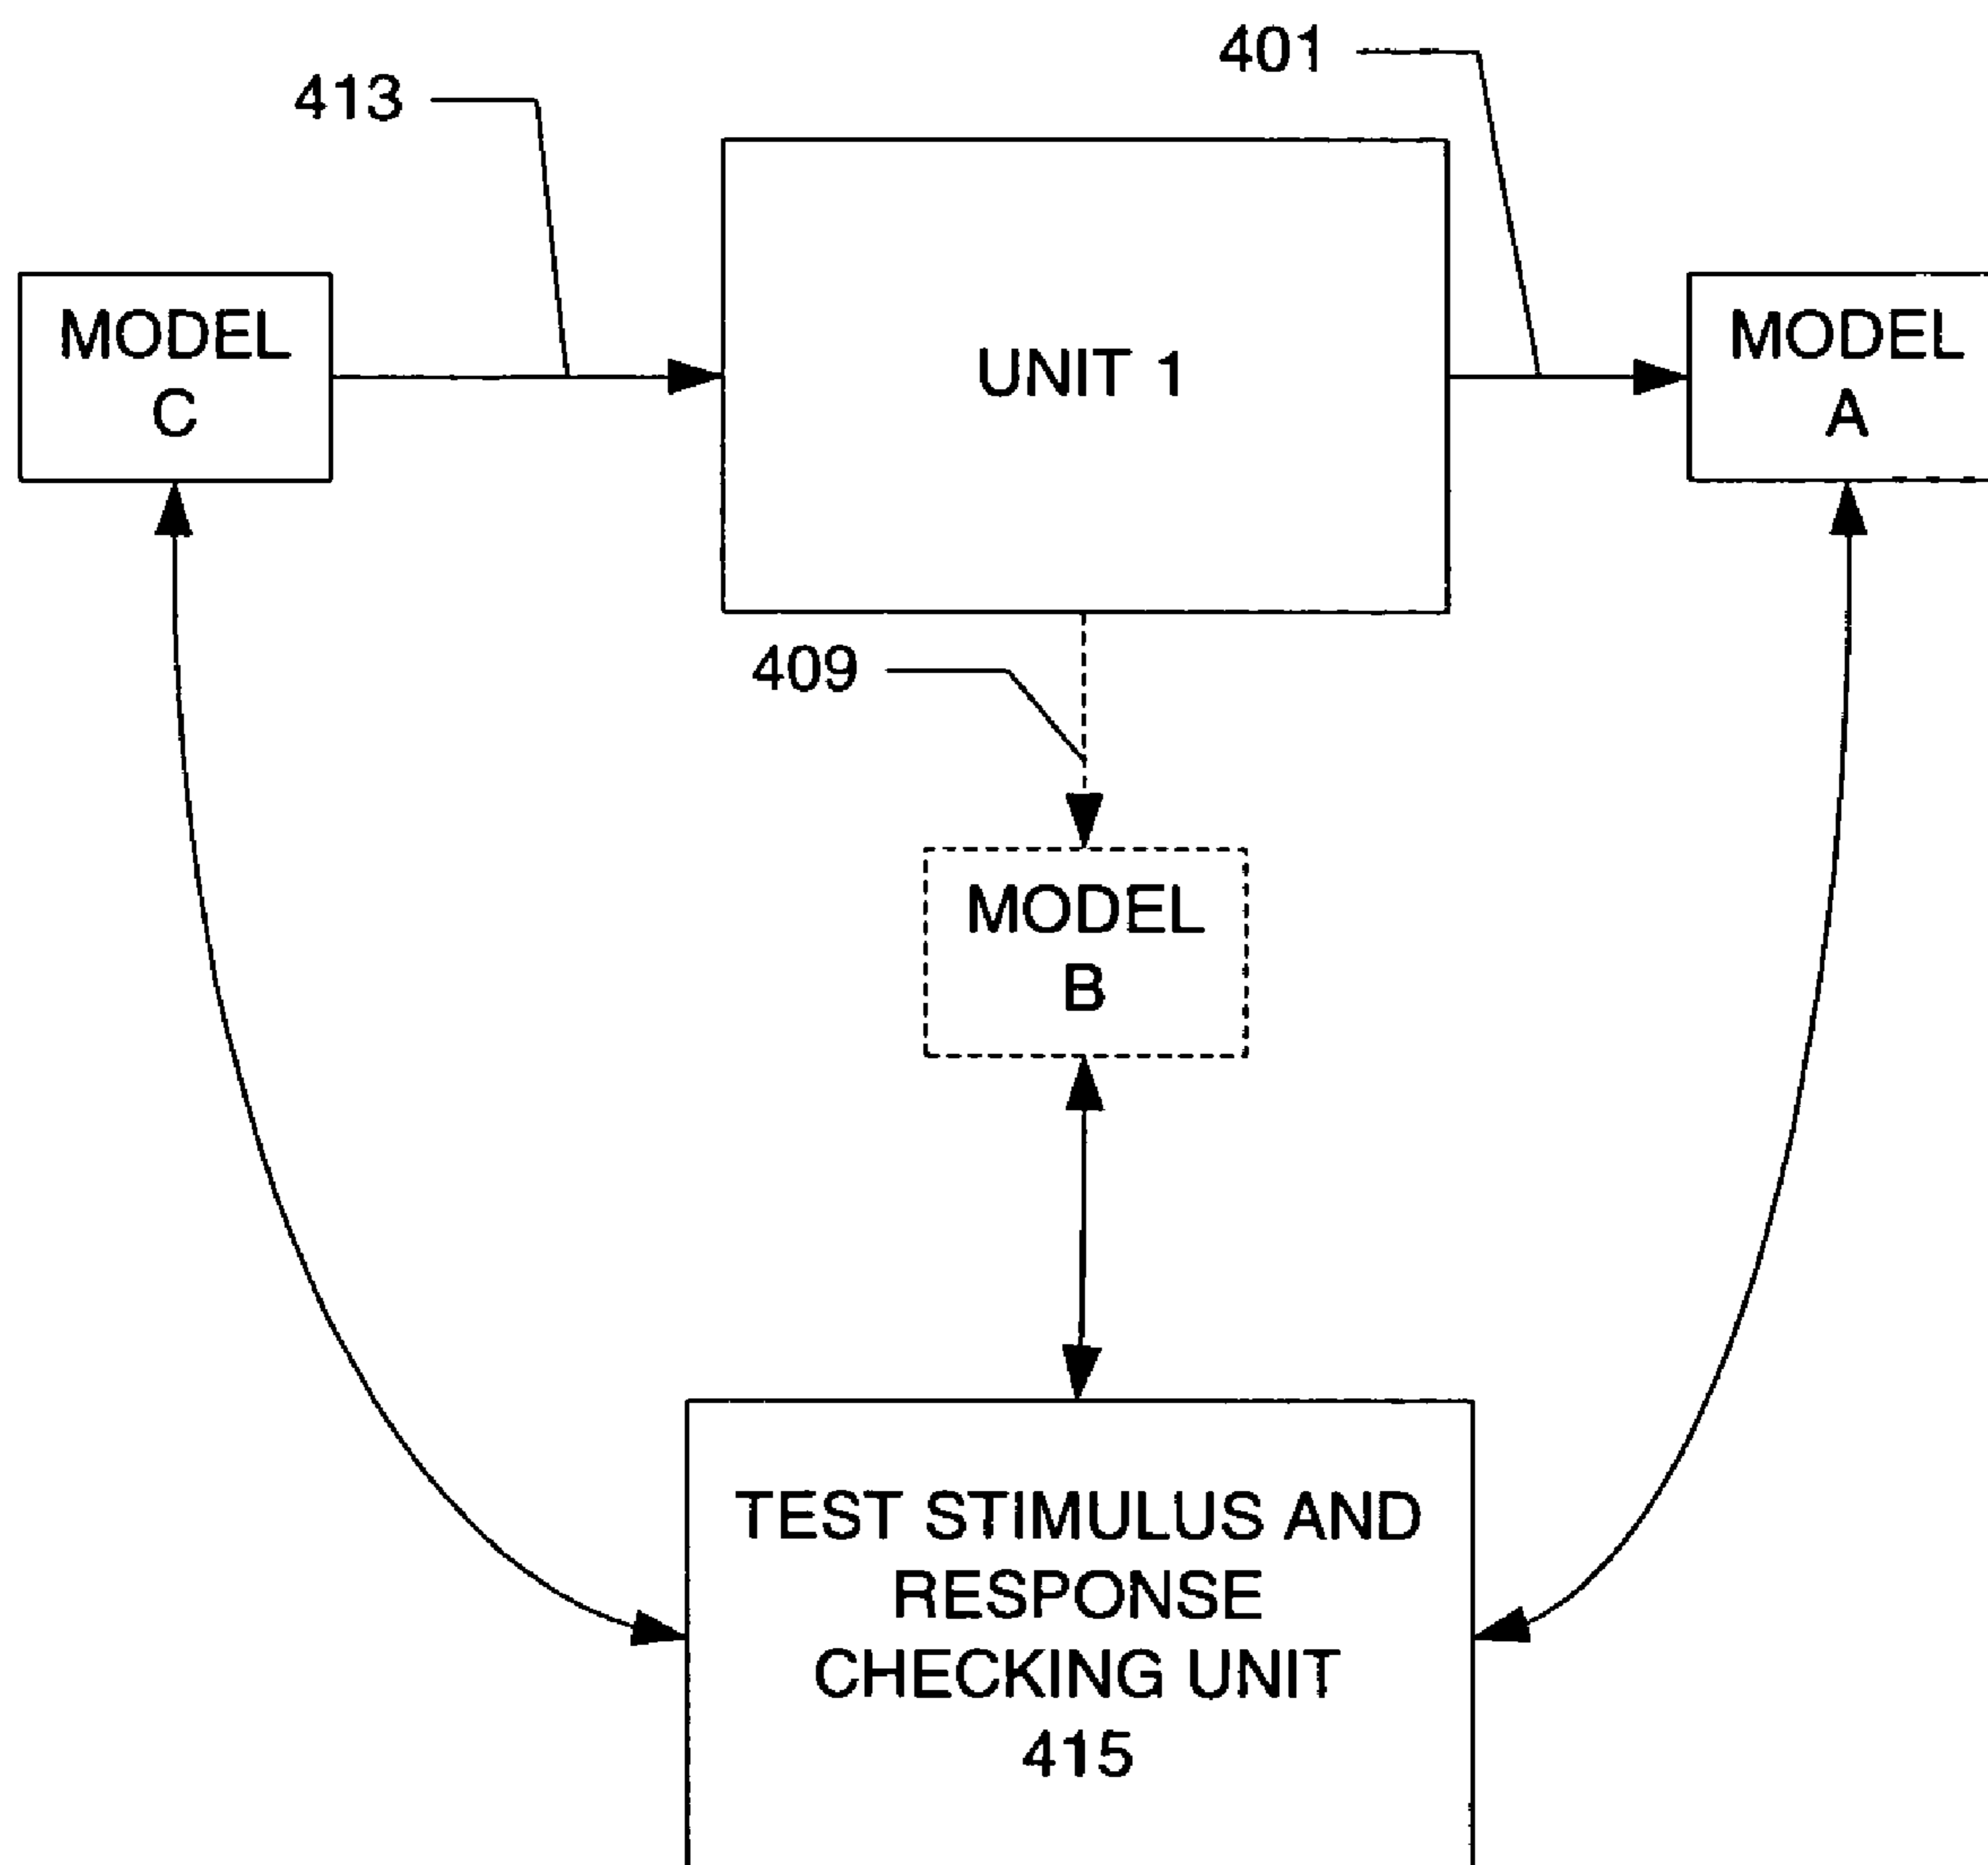 401
413
MODEL
C
UNIT 1
MODEL
A
409
MODEL
B
TEST STIMULUS AND
RESPONSE
CHECKING UNIT
415